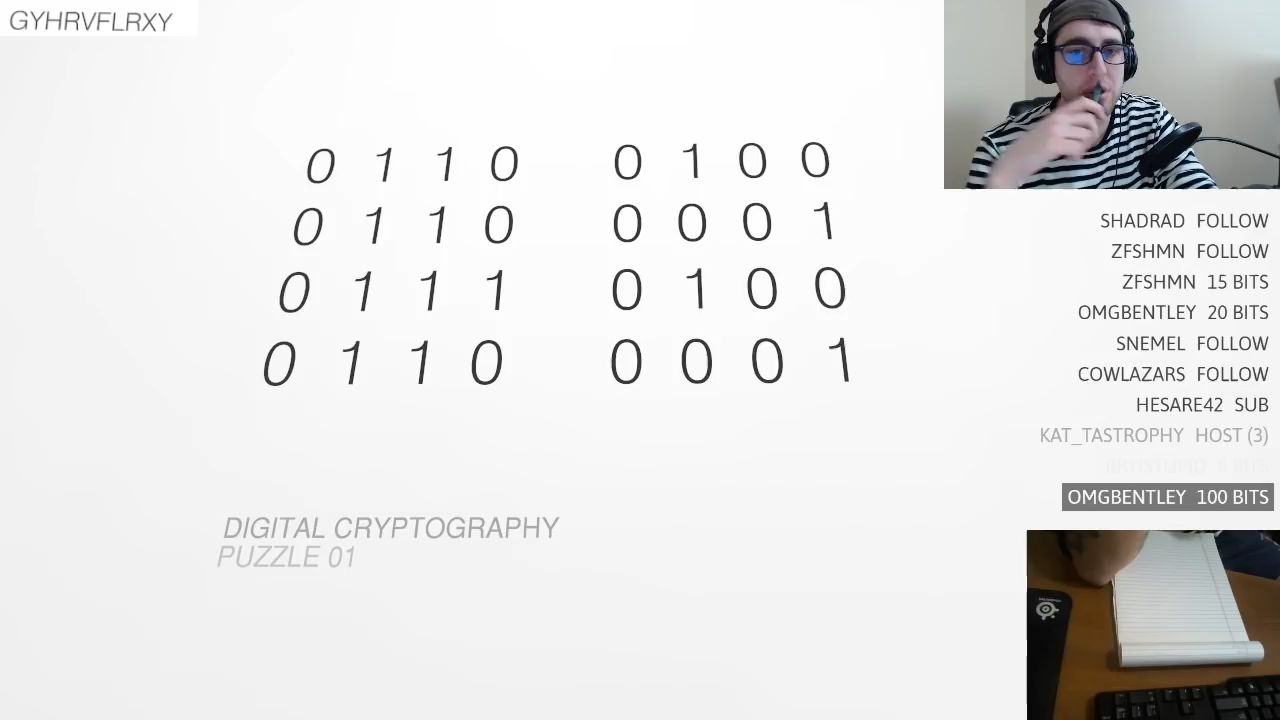 GYHRVFLRXY
0 1 1 0 0 1 0 0
0 1 1 0 0 0 0 1
0 1 1 1 0 1 0 0
0 1 1 0 0 0 0 1
DIGITAL CRYPTOGRAPHY
PUZZLE 01
SHADRAD FOLLOW
ZFSHMN FOLLOW
ZFSHMN 15 BITS
OMGBENTLEY 20 BITS
SNEMEL FOLLOW
COWLAZARS FOLLOW
HESARE42 SUB
KAT_TASTROPHY HOST (3)
OMGBENTLEY 100 BITS